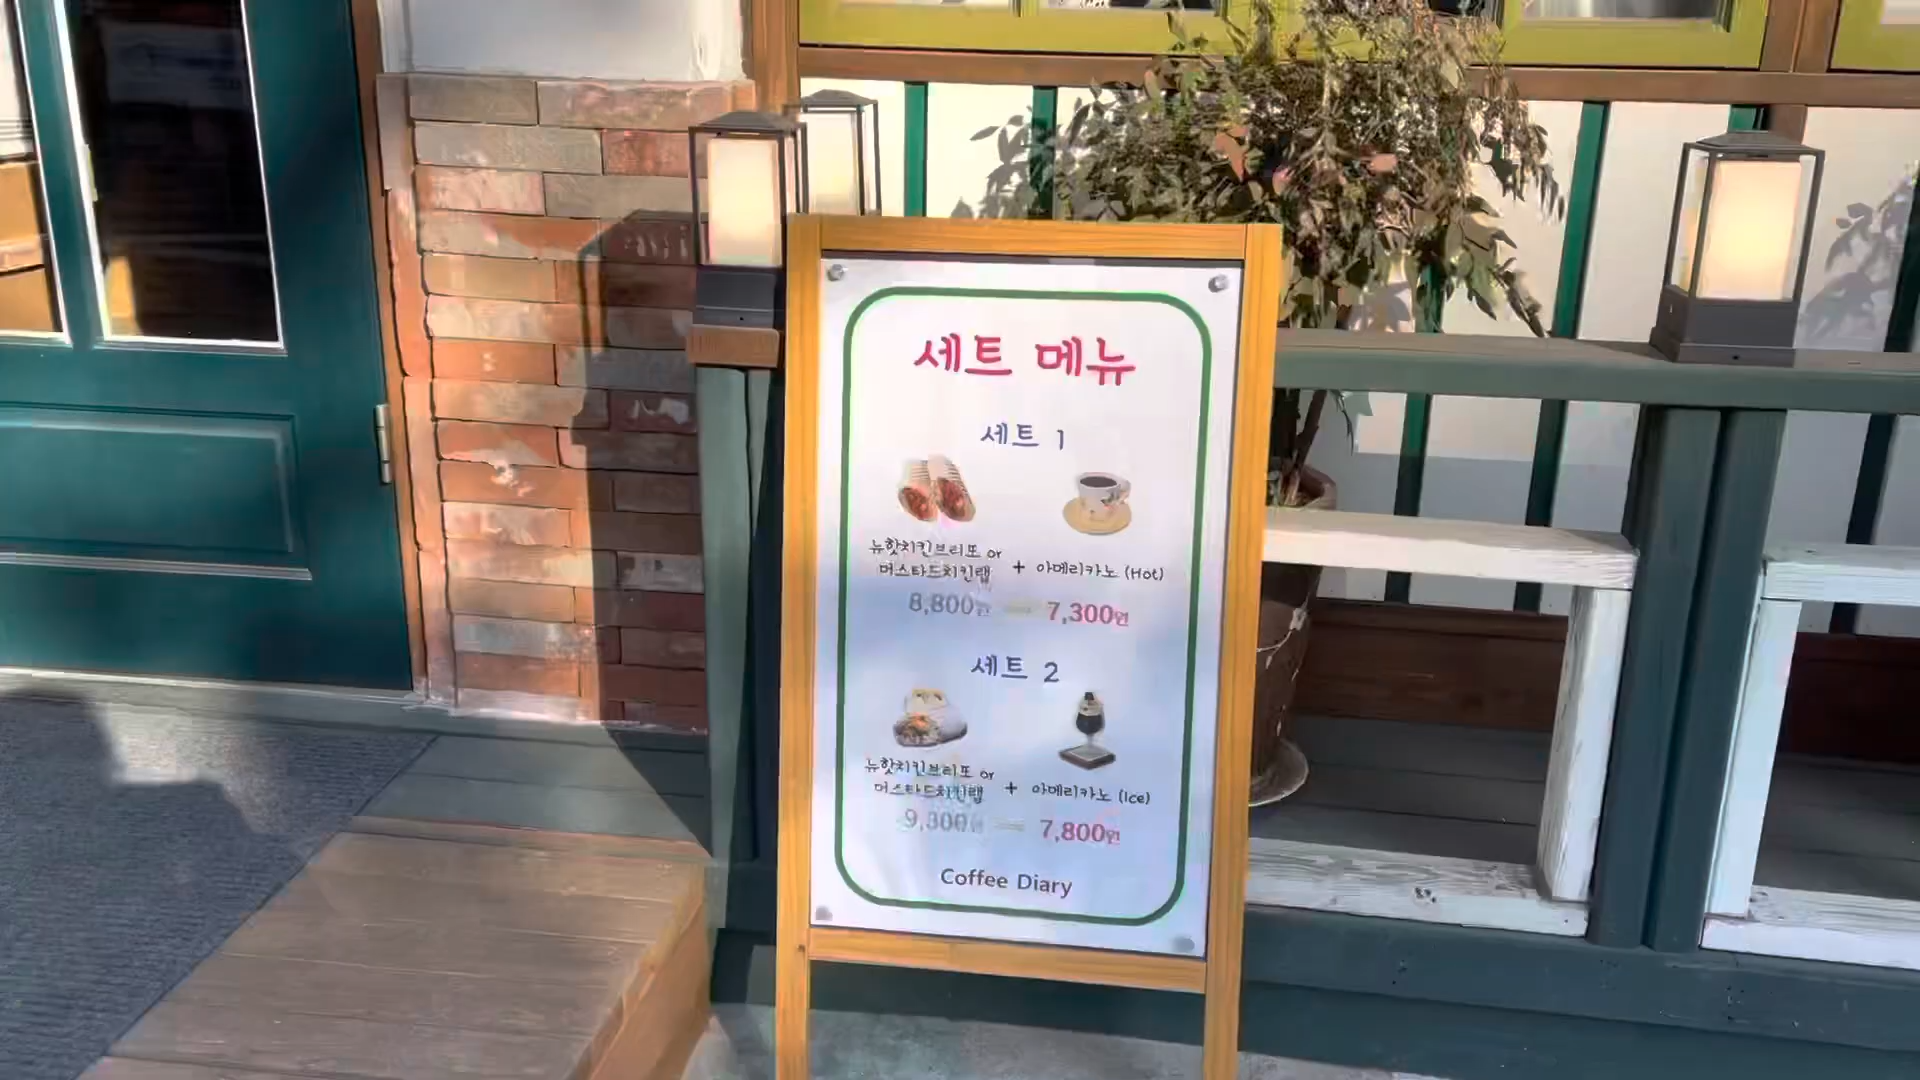 세트 메뉴
세트 1
뉴핫치킨브리또 or
머스타드치킨랩 + 아메리카노 (Hot)
8,800원 7,300원
세트 2
뉴핫치킨브리또 or
머스타드치킨랩 + 아메리카노 (Ice)
9,300원 7,800원
Coffee Diary